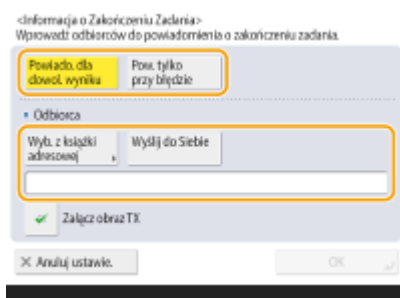 <Informacja o Zakończeniu Zadania>
Wprowadź odbiorców do powiadomienia o zakończeniu zadania.
Powiado. dla
dowol. wyniku
Pow. tylko
przy błędzie
Odbiorca
Wyb. z książki
adresowej
Wyślij do Siebie
Załącz obraz TX
Anuluj ustawie.
OK